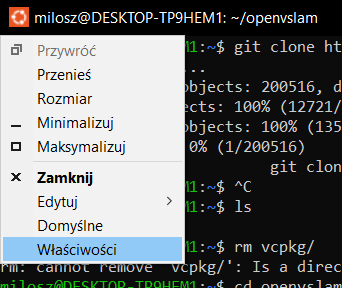 milosz@DESKTOP-TP9HEM1: ~/openvslam
Przywróć
M1:~$ git clone ht
Przenieś
...
Rozmiar
objects: 200516, d
Minimalizuj
objects: 100% (12721/
Maksymalizuj
objects: 100% (135
0% (1/200516)
git clon
Zamknij
M1:~$ ^C
Edytuj
M1:~$ ls
Domyślne
Właściwości
M1:~$ rm vcpkg/
rm: cannot remove 'vcpkg/': Is a direc
milosz@DESKTOP-TP9HEM1:~$ cd openvslam